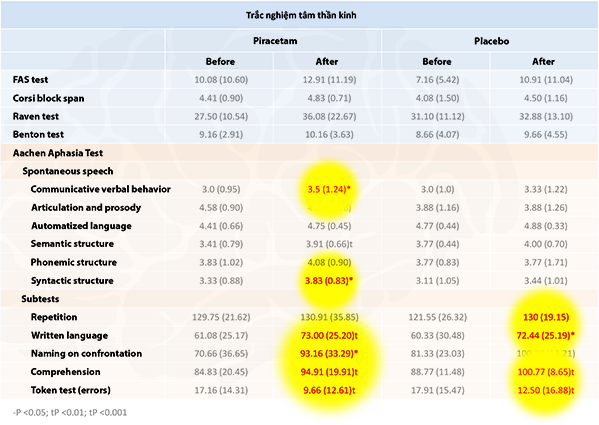 Trắc nghiệm tâm thần kinh
Piracetam Placebo
Before After Before After
FAS test 10.08 (10.60) 12.91 (11.19) 7.16 (5.42) 10.91 (11.04)
Corsi block span 4.41 (0.90) 4.83 (0.71) 4.08 (1.50) 4.50 (1.16)
Raven test 27.50 (10.54) 36.08 (22.67) 31.10 (11.12) 32.88 (13.10)
Benton test 9.16 (2.91) 10.16 (3.63) 8.66 (4.07) 9.66 (4.55)
Aachen Aphasia Test
Spontaneous speech
Communicative verbal behavior 3.0 (0.95) 3.5 (1.24)* 3.0 (1.0) 3.33 (1.22)
Articulation and prosody 4.58 (0.90) 3.88 (1.16) 3.88 (1.26)
Automatized language 4.41 (0.66) 4.75 (0.45) 4.77 (0.44) 4.88 (0.33)
Semantic structure 3.41 (0.79) 3.91 (0.66)t 3.77 (0.44) 4.00 (0.70)
Phonemic structure 3.83 (1.02) 4.08 (0.90) 3.77 (0.83) 3.77 (1.71)
Syntactic structure 3.33 (0.88) 3.83 (0.83)* 3.11 (1.05) 3.44 (1.01)
Subtests
Repetition 129.75 (21.62) 130.91 (35.85) 121.55 (26.32) 130 (19.15)
Written language 61.08 (25.17) 73.00 (25.20)t 60.33 (30.48) 72.44 (25.19)*
Naming on confrontation 70.66 (36.65) 93.16 (33.29)* 81.33 (23.03)
Comprehension 84.83 (20.45) 94.91 (19.91)t 88.77 (11.48) 100.77 (8.65)t
Token test (errors) 17.16 (14.31) 9.66 (12.61)t 17.91 (15.47) 12.50 (16.88)t
-P <0.05; tP <0.01; tP <0.001